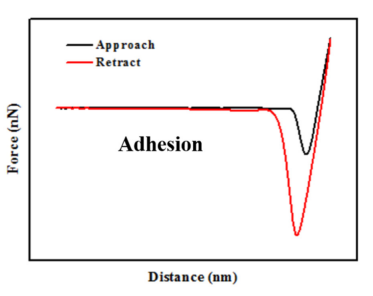 Approach
Retract
Adhesion
Force (nN)
Distance (nm)